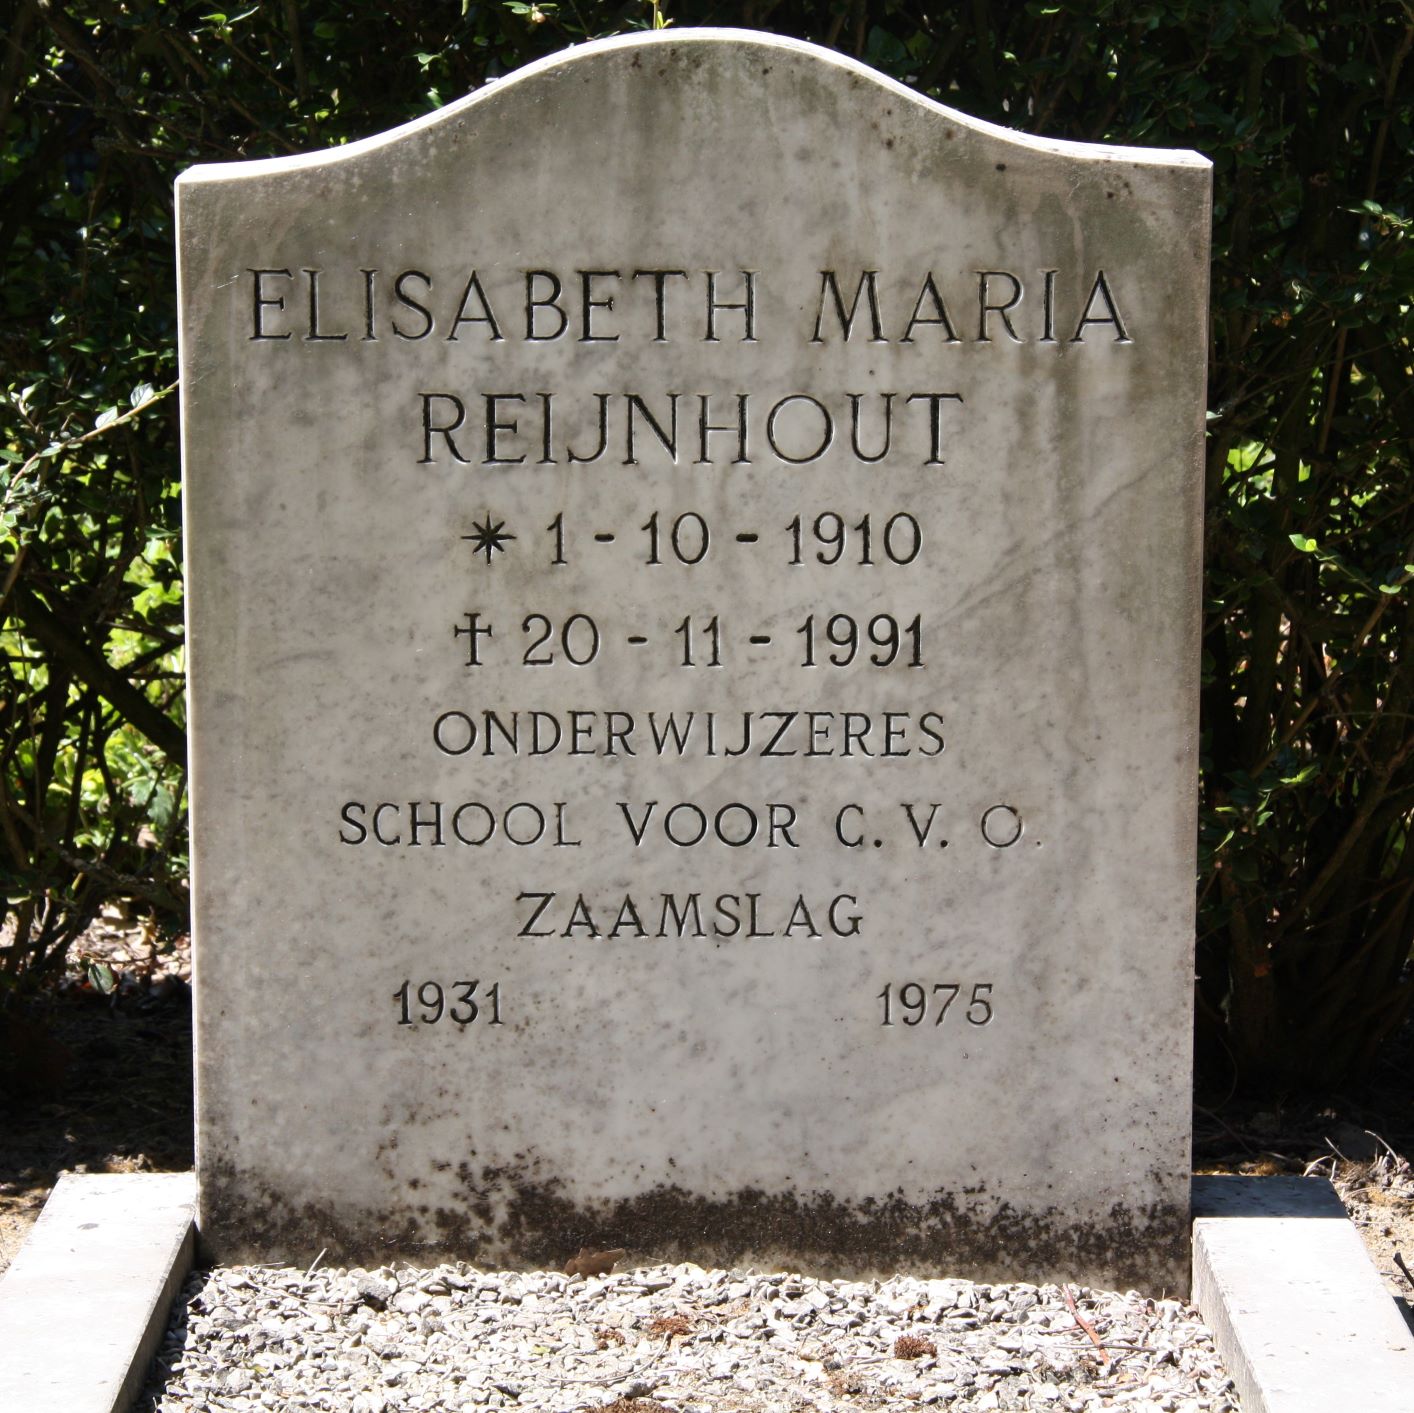 ELISABETH MARIA
REIJNHOUT
* 1 - 10 - 1910
† 20 - 11 - 1991
ONDERWIJZERES
SCHOOL VOOR C.V.O.
ZAAMSLAG
1931 1975